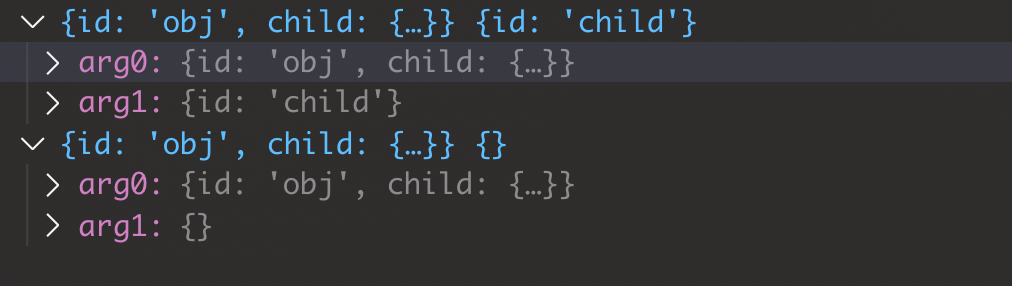 {id: 'obj', child: {…}} {id: 'child'}
arg0: {id: 'obj', child: {…}}
arg1: {id: 'child'}
{id: 'obj', child: {…}} {}
arg0: {id: 'obj', child: {…}}
arg1: {}